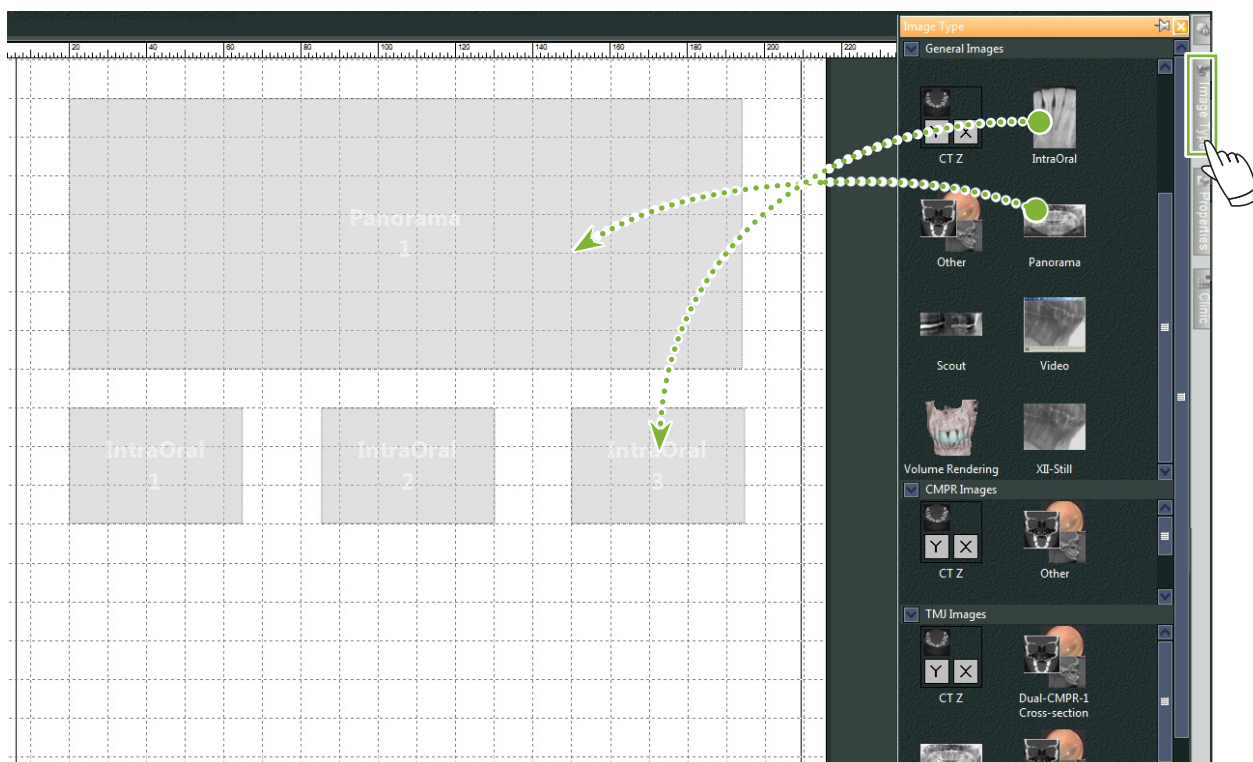 Image Type
20 40 60 80 100 120 140 160 180 200 220
General Images
Y X
CT Z
IntraOral
Image Type
Properties
Clinic
Panorama
1
Other
Panorama
Scout
Video
IntraOral
1
IntraOral
2
IntraOral
3
Volume Rendering
XII-Still
CMPR Images
Y X
CT Z
Other
TMJ Images
Y X
CT Z
Dual-CMPR-1
Cross-section